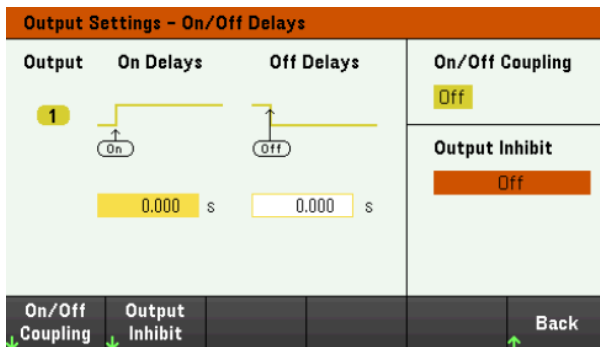 Output Settings - On/Off Delays
Output On Delays Off Delays On/Off Coupling
Off
1
On Off
Output Inhibit
Off
0.000 s 0.000 s
On/Off Coupling
Output Inhibit
Back